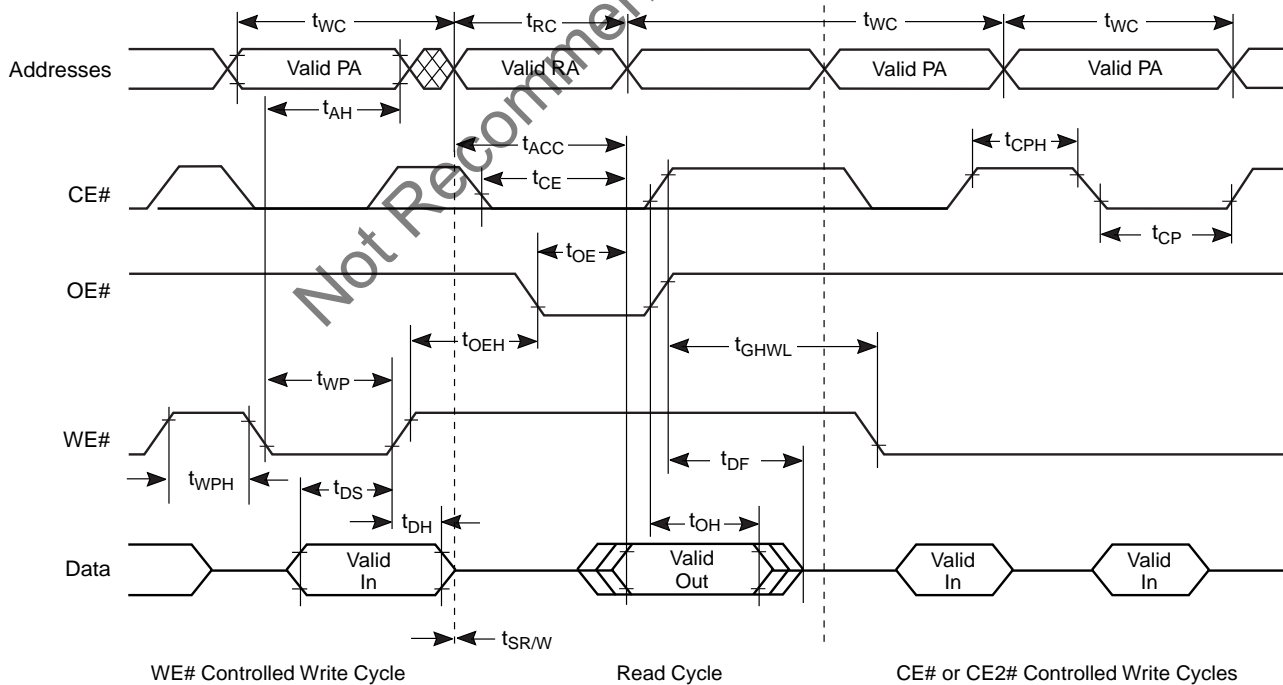 tWC tRC tWC tWC
Addresses Valid PA Valid RA Valid PA Valid PA
tAH
tACC tCPH
CE# tCE
tOE tCP
OE#
tOEH tGHWL
tWP
WE#
tWPH tDS tDF
tDH tOH
Data Valid In Valid Out Valid In Valid In
tSR/W
WE# Controlled Write Cycle Read Cycle CE# or CE2# Controlled Write Cycles
Not Recommen